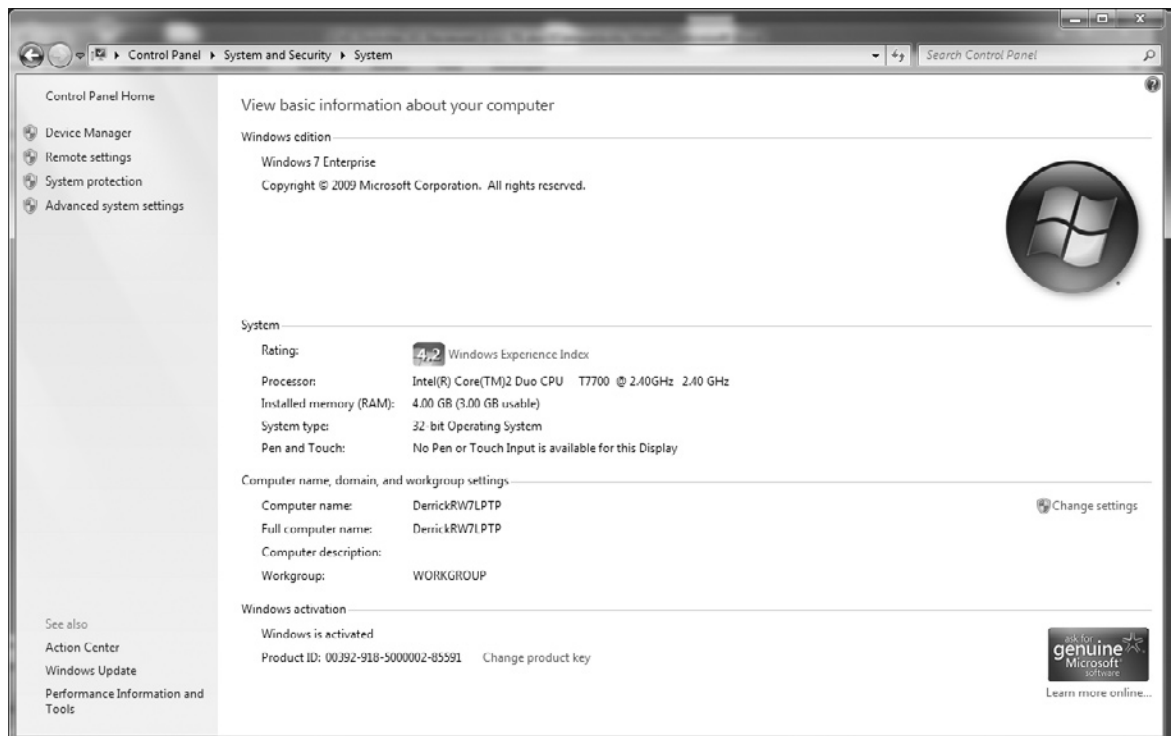 Control Panel ▸ System and Security ▸ System
Search Control Panel
Control Panel Home
Device Manager
Remote settings
System protection
Advanced system settings
See also
Action Center
Windows Update
Performance Information and
Tools
View basic information about your computer
Windows edition
Windows 7 Enterprise
Copyright © 2009 Microsoft Corporation. All rights reserved.
System
Rating: 4,2 Windows Experience Index
Processor: Intel(R) Core(TM)2 Duo CPU T7700 @ 2.40GHz 2.40 GHz
Installed memory (RAM): 4.00 GB (3.00 GB usable)
System type: 32-bit Operating System
Pen and Touch: No Pen or Touch Input is available for this Display
Computer name, domain, and workgroup settings
Computer name: DerrickRW7LPTP
Change settings
Full computer name: DerrickRW7LPTP
Computer description:
Workgroup: WORKGROUP
Windows activation
Windows is activated
Product ID: 00392-918-5000002-85591 Change product key
ask for
genuine
Microsoft
software
Learn more online...